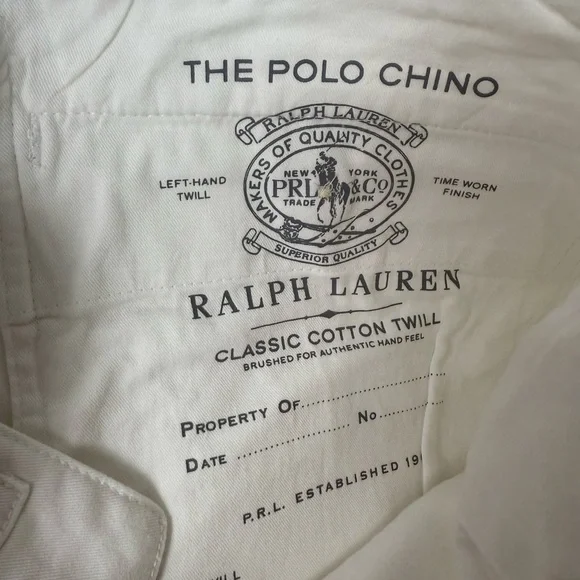 THE POLO CHINO
RALPH LAUREN
MAKERS OF QUALITY CLOTHES
NEW YORK
PRL &Co
TRADE MARK
SUPERIOR QUALITY
LEFT-HAND
TWILL
TIME WORN
FINISH
RALPH LAUREN
CLASSIC COTTON TWILL
BRUSHED FOR AUTHENTIC HAND FEEL
PROPERTY OF....................
DATE .................... No..............
P.R.L. ESTABLISHED 19